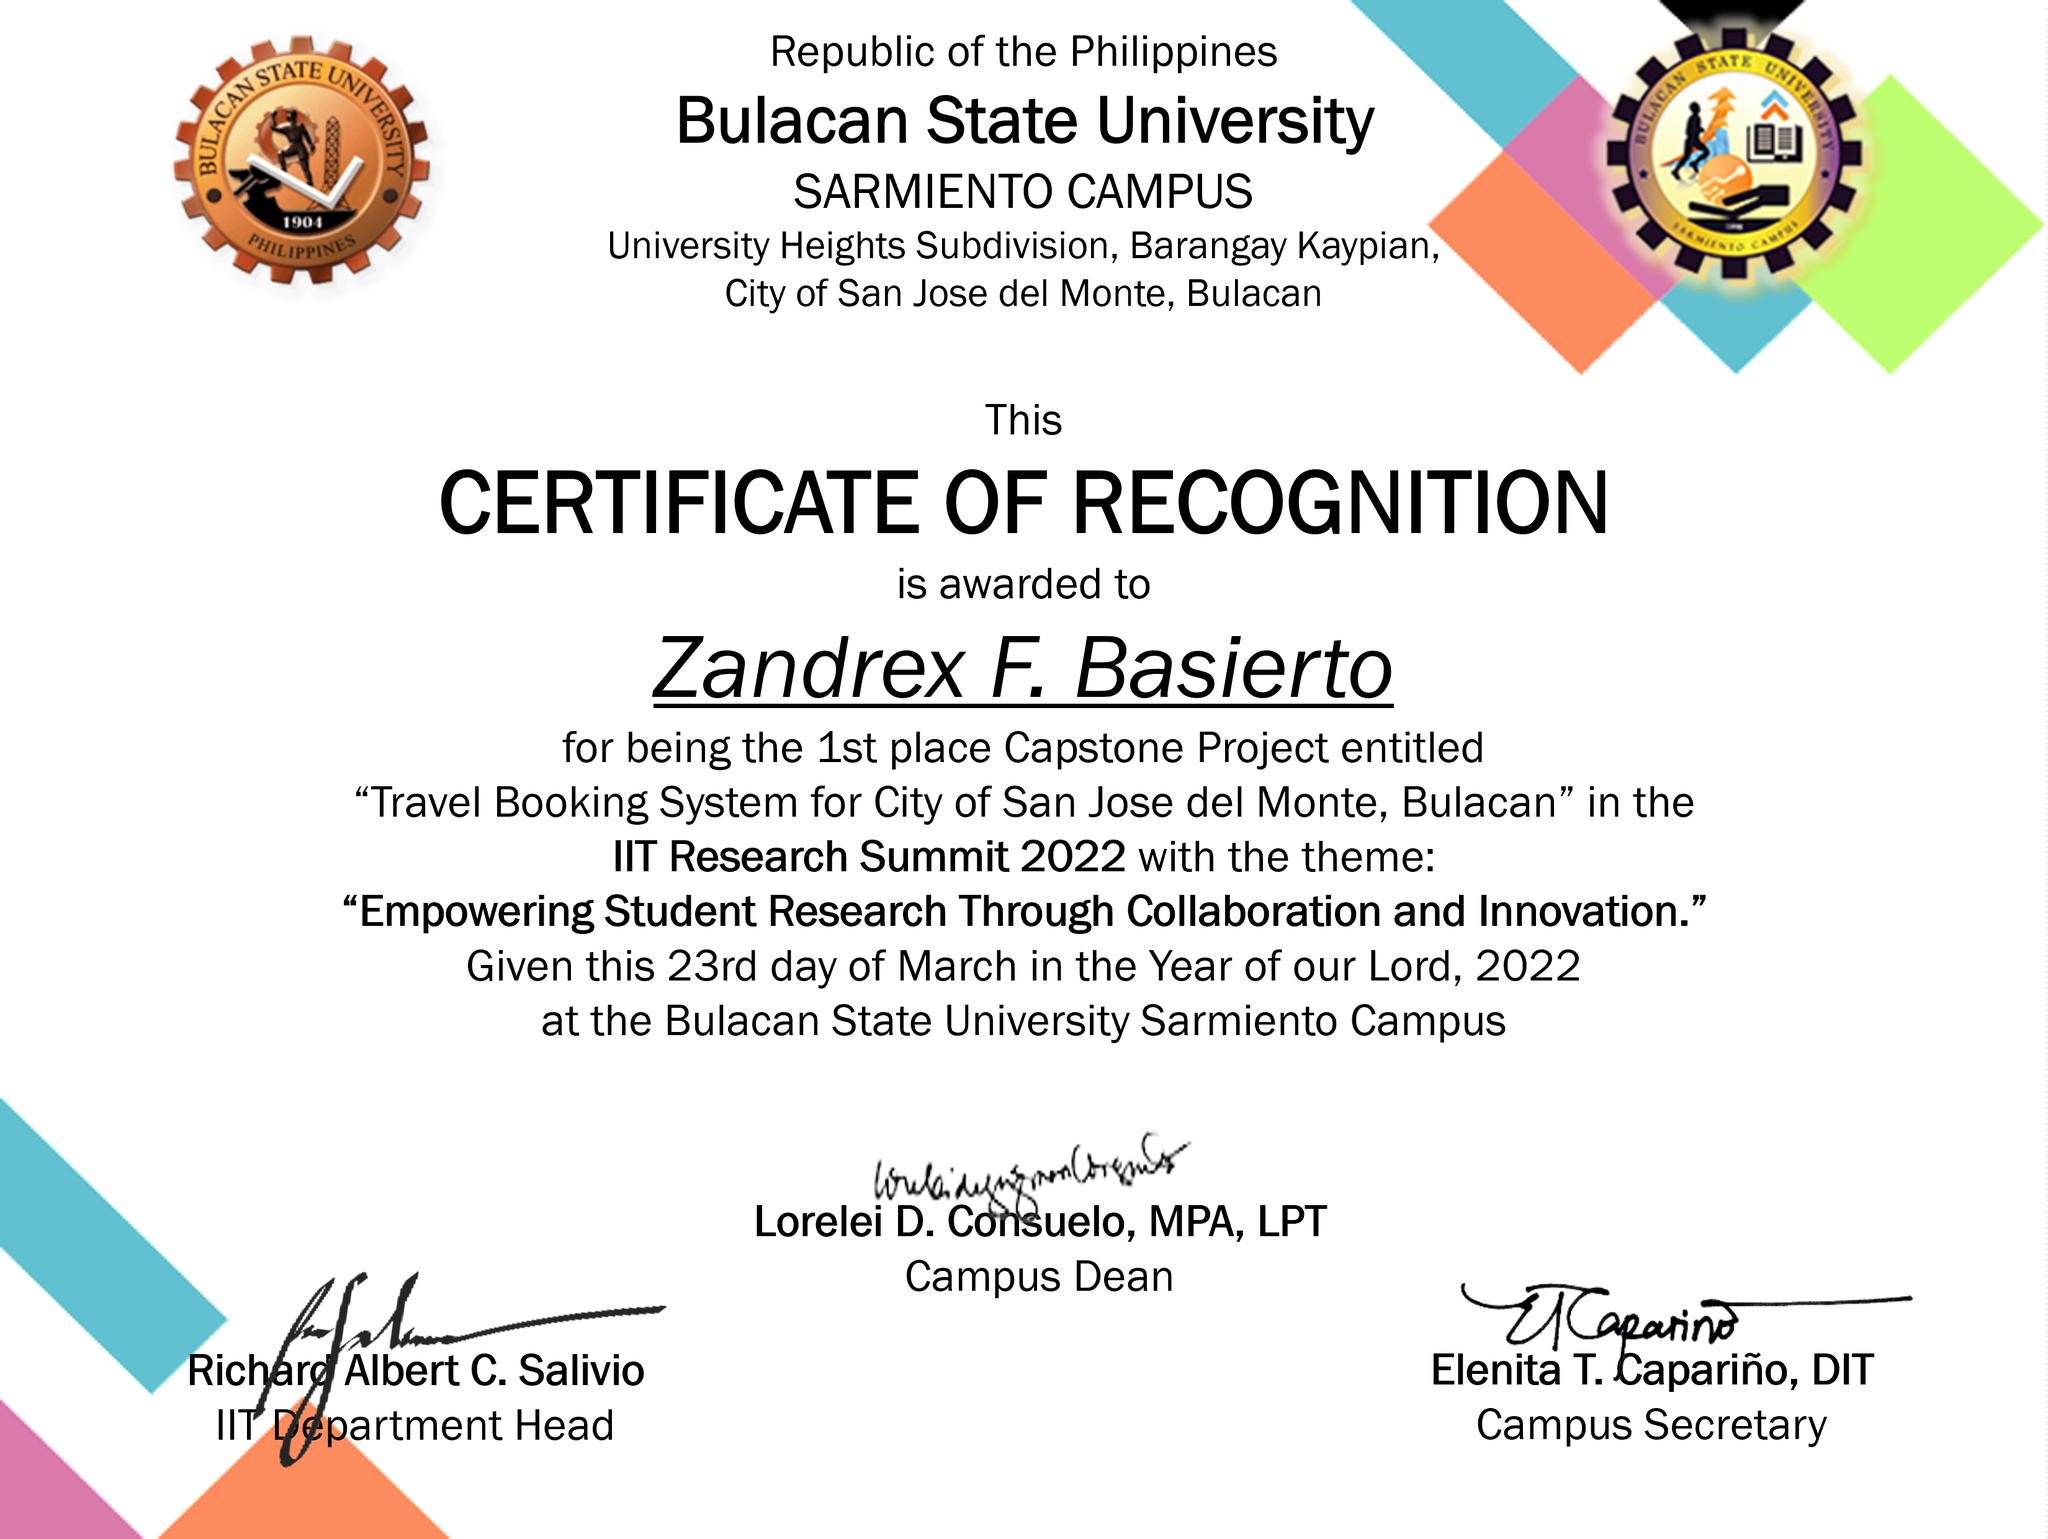 BULACAN STATE UNIVERSITY
1904
PHILIPPINES
Republic of the Philippines
Bulacan State University
SARMIENTO CAMPUS
University Heights Subdivision, Barangay Kaypian,
City of San Jose del Monte, Bulacan
BULACAN STATE UNIVERSITY
SARMIENTO CAMPUS
This
CERTIFICATE OF RECOGNITION
is awarded to
Zandrex F. Basierto
for being the 1st place Capstone Project entitled
“Travel Booking System for City of San Jose del Monte, Bulacan” in the
IIT Research Summit 2022 with the theme:
“Empowering Student Research Through Collaboration and Innovation.”
Given this 23rd day of March in the Year of our Lord, 2022
at the Bulacan State University Sarmiento Campus
Lorelei D. Consuelo, MPA, LPT
Campus Dean
Richard Albert C. Salivio
IIT Department Head
ETCapariño
Elenita T. Capariño, DIT
Campus Secretary